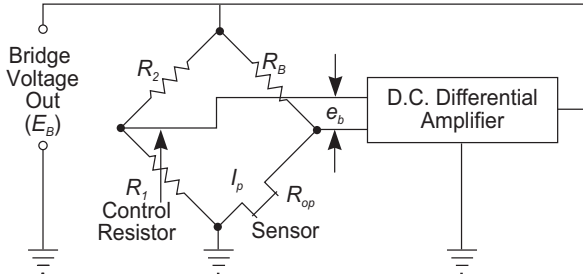 Bridge
Voltage
Out
(E_B)
R_2
R_B
e_b
D.C. Differential
Amplifier
R_1
Control
Resistor
I_p
R_op
Sensor